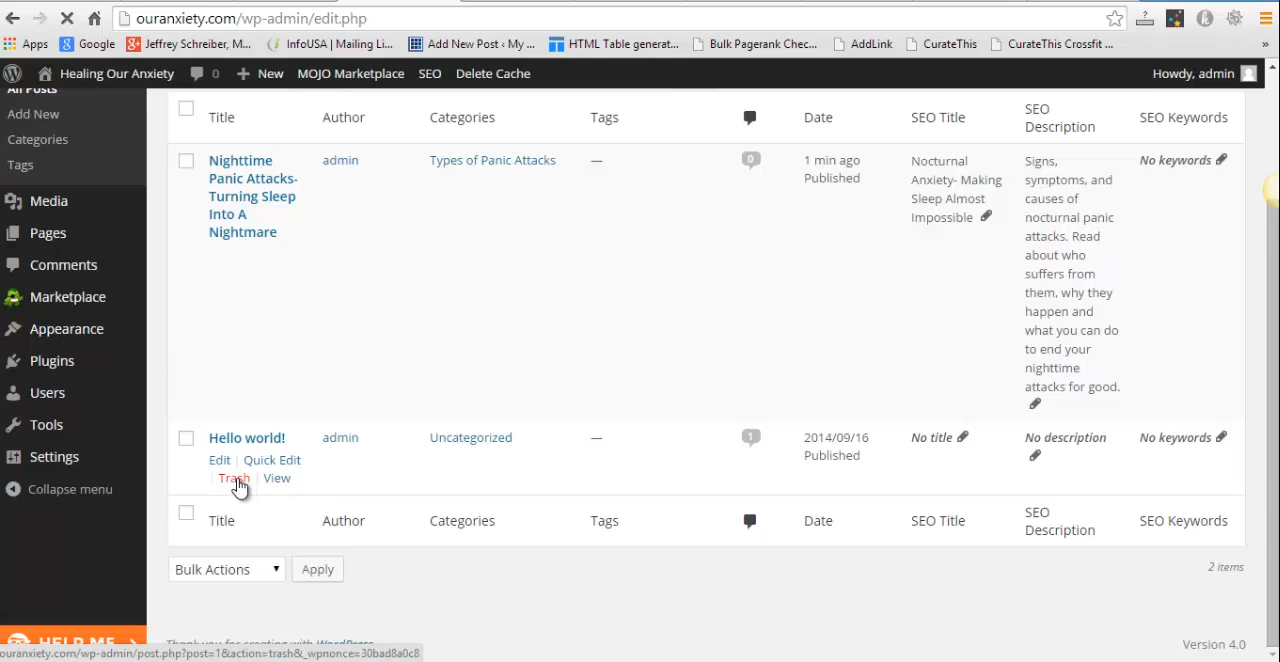 ouranxiety.com/wp-admin/edit.php
Apps Google Jeffrey Schreiber, M... InfoUSA | Mailing Li... Add New Post ‹ My ... HTML Table generat... Bulk Pagerank Chec... AddLink CurateThis CurateThis Crossfit ... »
Healing Our Anxiety 0 New MOJO Marketplace SEO Delete Cache Howdy, admin
All Posts
Add New
Categories
Tags
Media
Pages
Comments
Marketplace
Appearance
Plugins
Users
Tools
Settings
Collapse menu
HELP ME
Title Author Categories Tags Date SEO Title SEO Description SEO Keywords
Nighttime
Panic Attacks-
Turning Sleep
Into A
Nightmare
admin
Types of Panic Attacks
—
0
1 min ago
Published
Nocturnal
Anxiety- Making
Sleep Almost
Impossible
Signs,
symptoms, and
causes of
nocturnal panic
attacks. Read
about who
suffers from
them, why they
happen and
what you can do
to end your
nighttime
attacks for good.
No keywords
Hello world!
Edit | Quick Edit
| Trash | View
admin
Uncategorized
—
1
2014/09/16
Published
No title
No description
No keywords
Title Author Categories Tags Date SEO Title SEO Description SEO Keywords
Bulk Actions Apply
2 items
Thank you for creating with WordPress.
Version 4.0
ouranxiety.com/wp-admin/post.php?post=1&action=trash&_wpnonce=30bad8a0c8